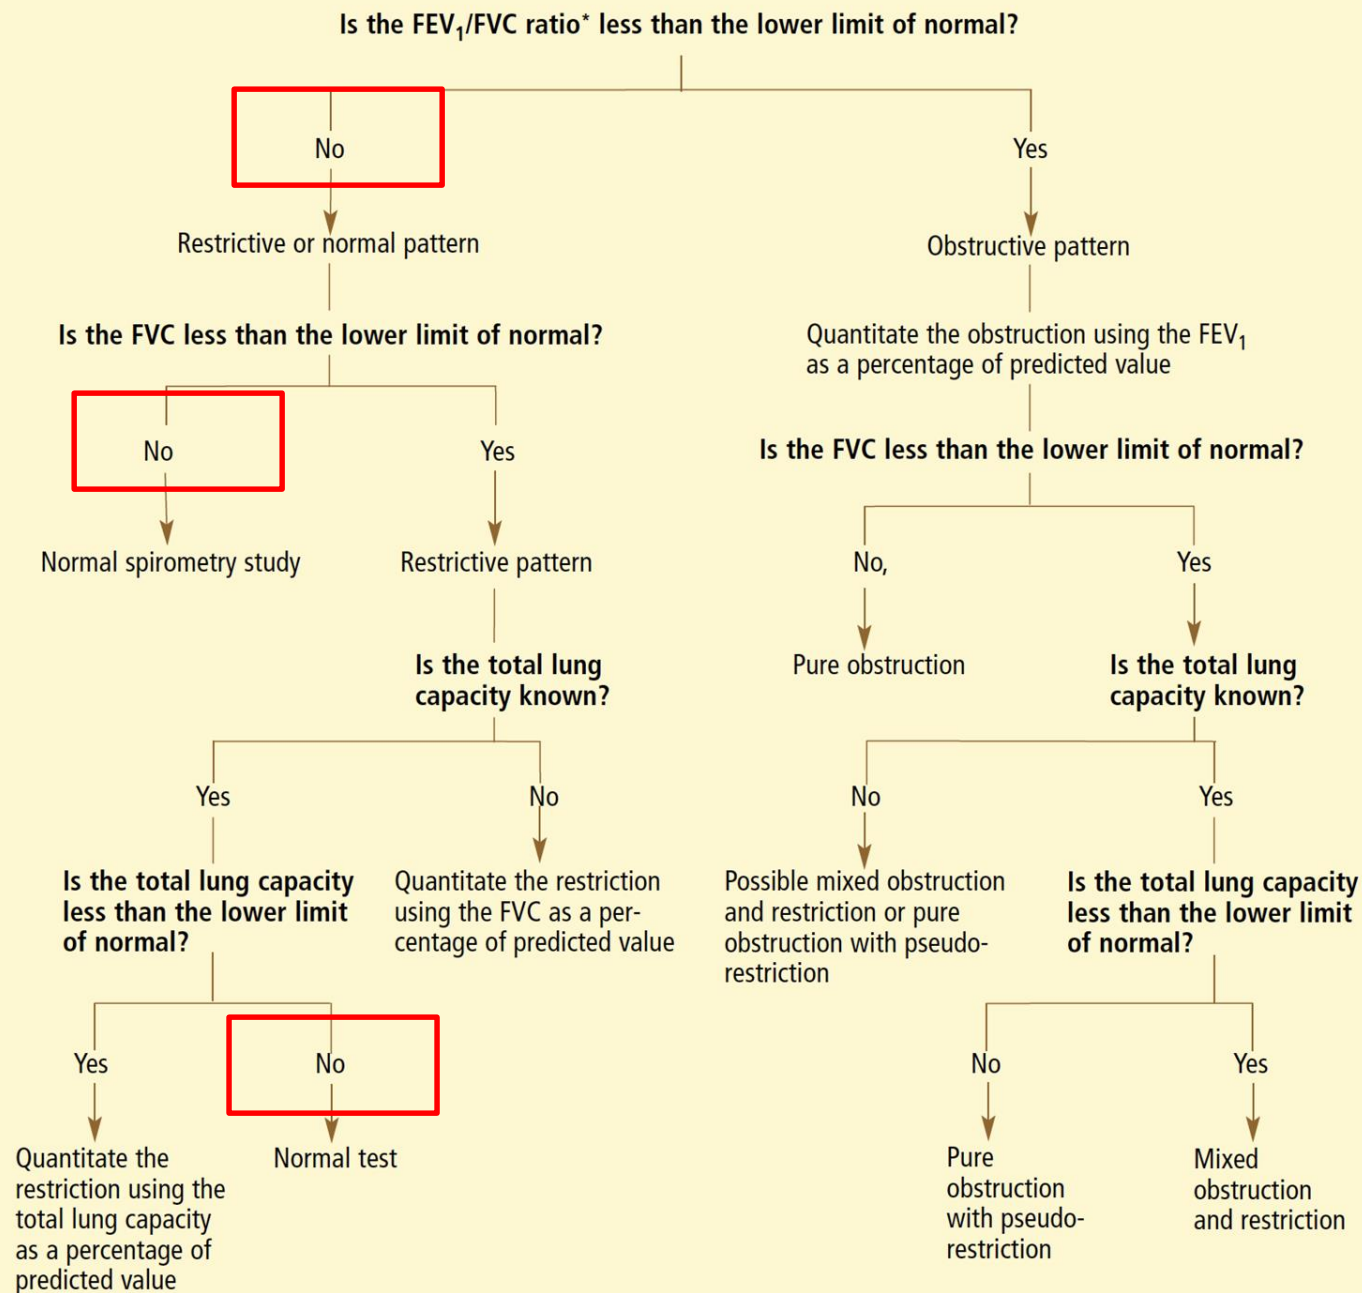 Is the FEV₁/FVC ratio* less than the lower limit of normal?
No
Yes
Restrictive or normal pattern
Obstructive pattern
Is the FVC less than the lower limit of normal?
Quantitate the obstruction using the FEV₁
as a percentage of predicted value
No
Yes
Is the FVC less than the lower limit of normal?
Normal spirometry study
Restrictive pattern
No,
Yes
Is the total lung
capacity known?
Pure obstruction
Is the total lung
capacity known?
Yes
No
No
Yes
Is the total lung capacity
less than the lower limit
of normal?
Quantitate the restriction
using the FVC as a per-
centage of predicted value
Possible mixed obstruction
and restriction or pure
obstruction with pseudo-
restriction
Is the total lung capacity
less than the lower limit
of normal?
Yes
No
No
Yes
Quantitate the
restriction using the
total lung capacity
as a percentage of
predicted value
Normal test
Pure
obstruction
with pseudo-
restriction
Mixed
obstruction
and restriction